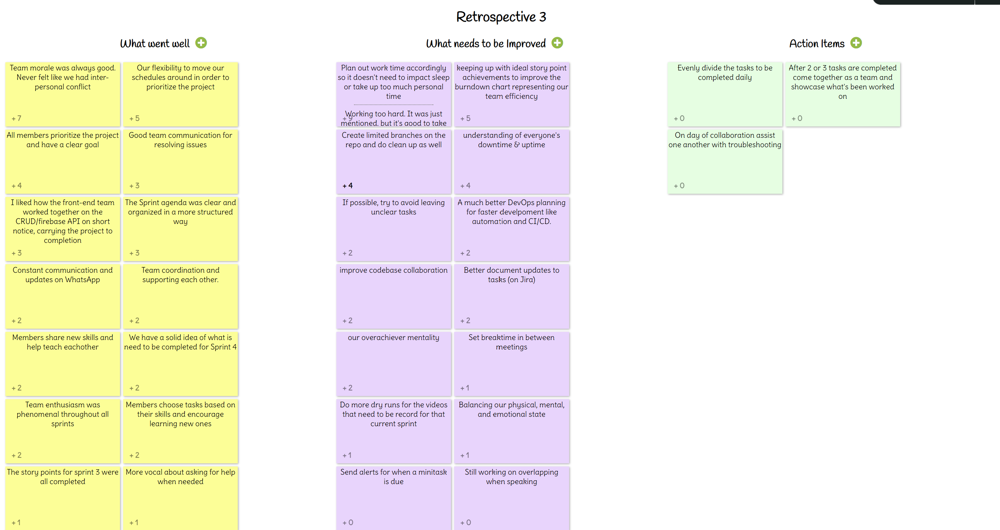 Retrospective 3
What went well
Team morale was always good.
Never felt like we had inter-
personal conflict
+ 7
Our flexibility to move our
schedules around in order to
prioritize the project
+ 5
All members prioritize the project
and have a clear goal
+ 4
Good team communication for
resolving issues
+ 3
I liked how the front-end team
worked together on the
CRUD/firebase API on short
notice, carrying the project to
completion
+ 3
The Sprint agenda was clear and
organized in a more structured
way
+ 3
Constant communication and
updates on WhatsApp
+ 2
Team coordination and
supporting each other.
+ 2
Members share new skills and
help teach eachother
+ 2
We have a solid idea of what is
need to be completed for Sprint 4
+ 2
Team enthusiasm was
phenomenal throughout all
sprints
+ 2
Members choose tasks based on
their skills and encourage
learning new ones
+ 2
The story points for sprint 3 were
all completed
+ 1
More vocal about asking for help
when needed
+ 1
What needs to be Improved
Plan out work time accordingly
so it doesn't need to impact sleep
or take up too much personal
time
Working too hard. It was just
mentioned. but it's good to take
+ 9
keeping up with ideal story point
achievements to improve the
burndown chart representing our
team efficiency
+ 5
Create limited branches on the
repo and do clean up as well
+ 4
understanding of everyone's
downtime & uptime
+ 4
If possible, try to avoid leaving
unclear tasks
+ 2
A much better DevOps planning
for faster develpoment like
automation and CI/CD.
+ 2
improve codebase collaboration
+ 2
Better document updates to
tasks (on Jira)
+ 2
our overachiever mentality
+ 2
Set breaktime in between
meetings
+ 1
Do more dry runs for the videos
that need to be record for that
current sprint
+ 1
Balancing our physical, mental,
and emotional state
+ 1
Send alerts for when a minitask
is due
+ 0
Still working on overlapping
when speaking
+ 0
Action Items
Evenly divide the tasks to be
completed daily
+ 0
After 2 or 3 tasks are completed
come together as a team and
showcase what's been worked
on
+ 0
On day of collaboration assist
one another with troubleshooting
+ 0